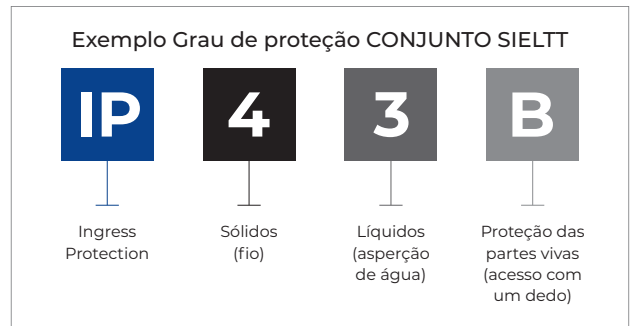 Exemplo Grau de proteção CONJUNTO SIELTT
IP 4 3 B
Ingress
Protection
Sólidos
(fio)
Líquidos
(asperção
de água)
Proteção das
partes vivas
(acesso com
um dedo)